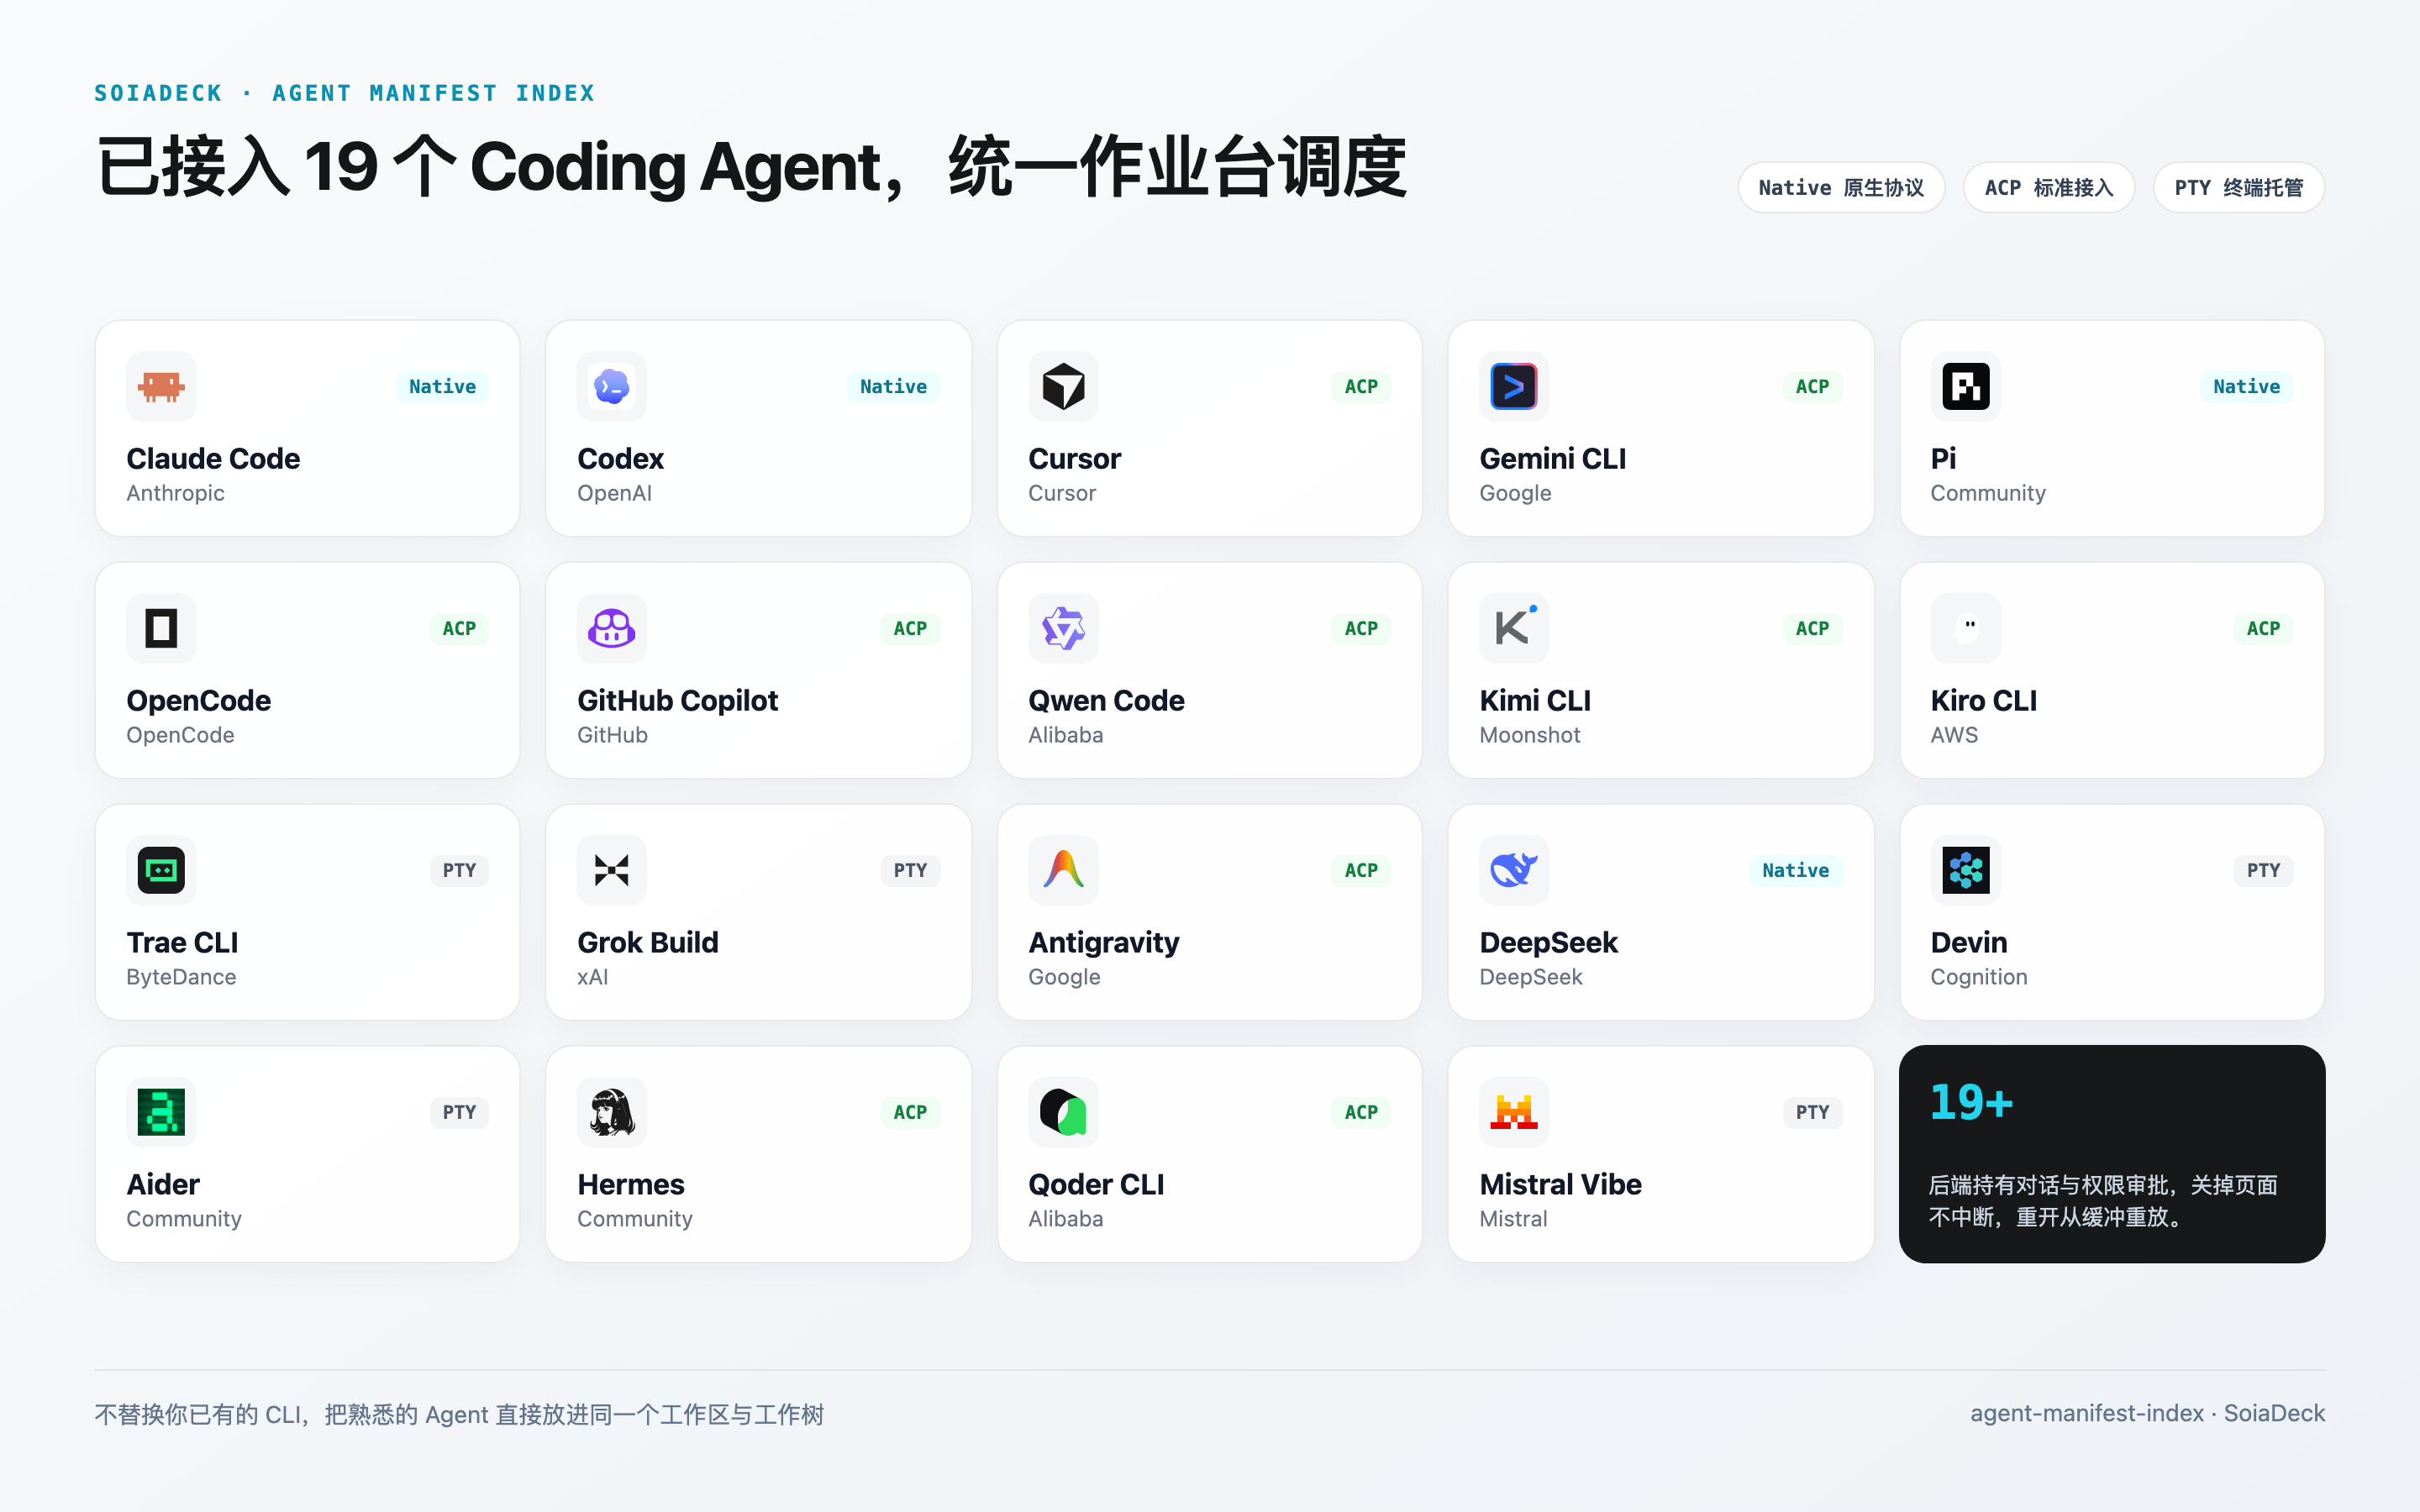 SOIADECK · AGENT MANIFEST INDEX
已接入 19 个 Coding Agent，统一作业台调度
Native 原生协议
ACP 标准接入
PTY 终端托管
Native
Claude Code
Anthropic
Native
Codex
OpenAI
ACP
Cursor
Cursor
ACP
Gemini CLI
Google
Native
Pi
Community
ACP
OpenCode
OpenCode
ACP
GitHub Copilot
GitHub
ACP
Qwen Code
Alibaba
ACP
Kimi CLI
Moonshot
ACP
Kiro CLI
AWS
PTY
Trae CLI
ByteDance
PTY
Grok Build
xAI
ACP
Antigravity
Google
Native
DeepSeek
DeepSeek
PTY
Devin
Cognition
PTY
Aider
Community
ACP
Hermes
Community
ACP
Qoder CLI
Alibaba
PTY
Mistral Vibe
Mistral
19+
后端持有对话与权限审批，关掉页面
不中断，重开从缓冲重放。
不替换你已有的 CLI，把熟悉的 Agent 直接放进同一个工作区与工作树
agent-manifest-index · SoiaDeck